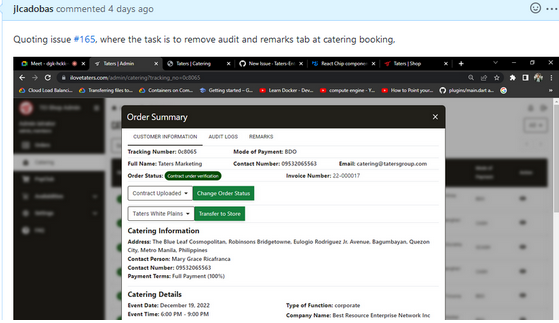 jlcadobas commented 4 days ago
Quoting issue #165, where the task is to remove audit and remarks tab at catering booking.
Taters | Admin
Taters | Catering
React Chip componen
Taters | Shop
ilovetaters.com/admin/catering?tracking_no=0c8065
Cloud Load Balanci...
Transferring files to...
Containers on Com...
Getting started – G...
Learn Docker - Dev...
compute engine - Y...
How to Point your...
plugins/main.dart a...
Order Summary
CUSTOMER INFORMATION AUDIT LOGS REMARKS
Tracking Number: 0c8065 Mode of Payment: BDO
Full Name: Taters Marketing Contact Number: 09532065563 Email: catering@tatersgroup.com
Order Status: Contract under verification Invoice Number: 22-000017
Contract Uploaded Change Order Status
Taters White Plains Transfer to Store
Catering Information
Address: The Blue Leaf Cosmopolitan, Robinsons Bridgetowne, Eulogio Rodriguez Jr. Avenue, Bagumbayan, Quezon
City, Metro Manila, Philippines
Contact Person: Mary Grace Ricafranca
Contact Number: 09532065563
Payment Terms: Full Payment (100%)
Catering Details
Event Date: December 19, 2022 Type of Function: corporate
Event Time: 6:00 PM - 9:00 PM Company Name: Best Resource Enterprise Network Inc